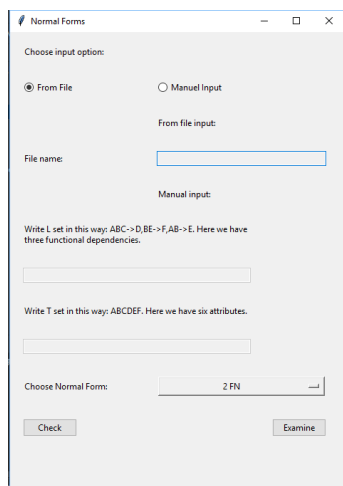 Normal Forms
Choose input option:
From File
Manuel Input
From file input:
File name:
Manual input:
Write L set in this way: ABC->D,BE->F,AB->E. Here we have
three functional dependencies.
Write T set in this way: ABCDEF. Here we have six attributes.
Choose Normal Form:
2 FN
Check
Examine